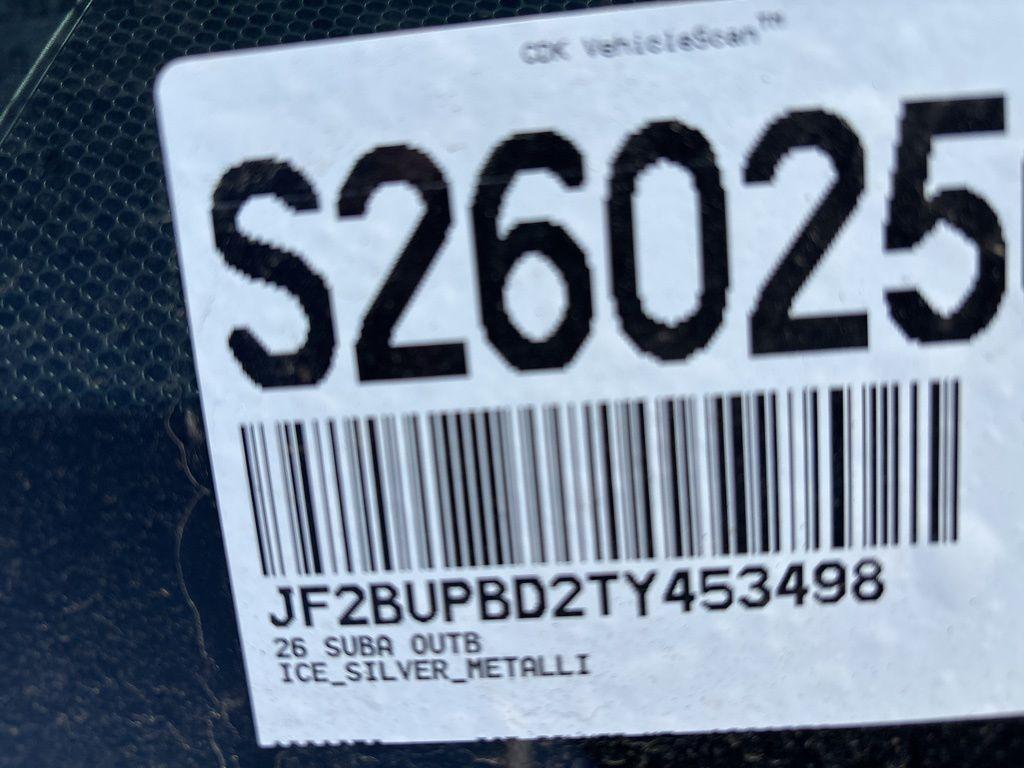 CDK VehicleScan™
S26025
JF2BUPBD2TY453498
26 SUBA OUTB
ICE_SILVER_METALLI